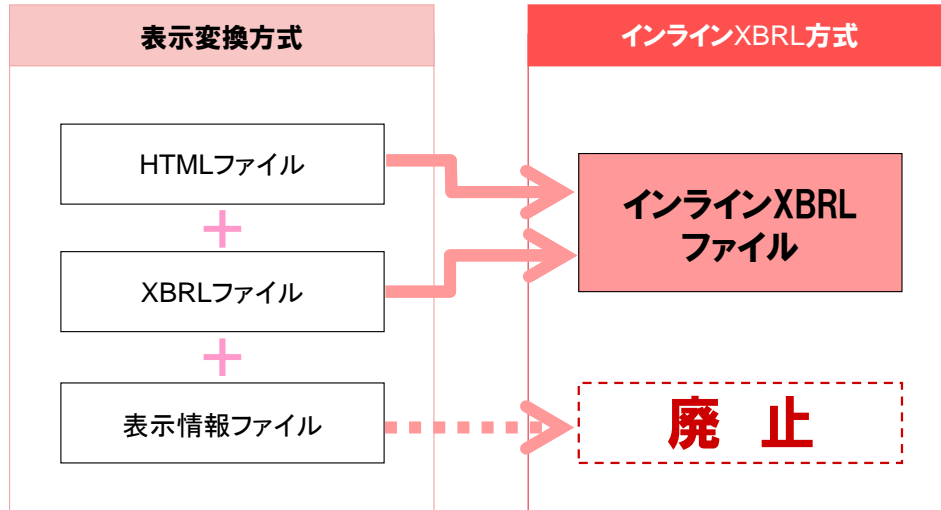 表示変換方式
インラインXBRL方式
HTMLファイル
+
XBRLファイル
+
表示情報ファイル
インラインXBRL
ファイル
廃 止